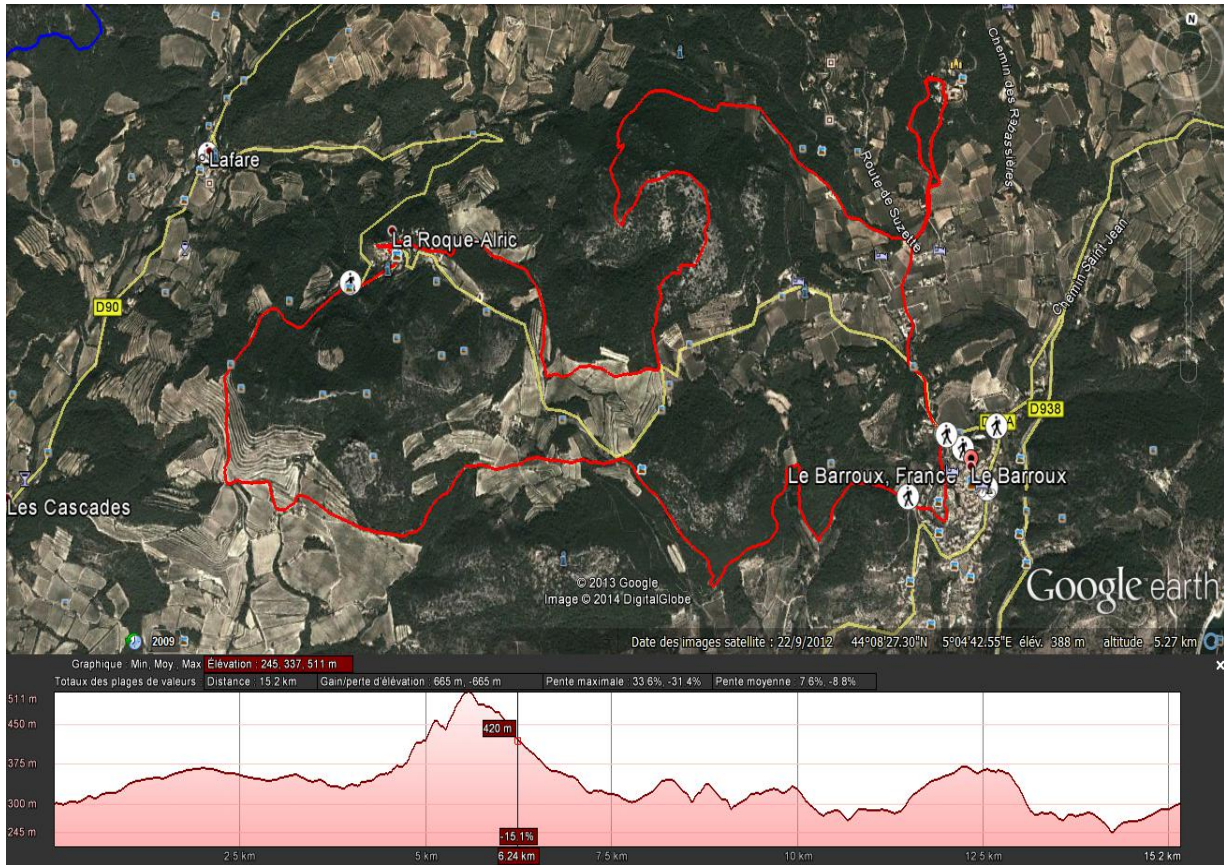 N
Chemin des Rabassières
Lafare
Route de Suzette
La Roque-Alric
Chemin Saint Jean
D90
D938
A
Le Barroux, France
Le Barroux
Les Cascades
© 2013 Google
Image © 2014 DigitalGlobe
Google earth
2009
Date des images satellite : 22/9/2012 44°08'27.30"N 5°04'42.55"E élév. 388 m altitude 5.27 km
Graphique : Min, Moy., Max Élévation : 245, 337, 511 m
Totaux des plages de valeurs Distance : 15.2 km Gain/perte d'élévation : 665 m, -665 m Pente maximale : 33.6%, -31.4% Pente moyenne : 7.6%, -8.8%
511 m
450 m
420 m
375 m
300 m
245 m
-15.1%
2.5 km 5 km 6.24 km 7.5 km 10 km 12.5 km 15.2 km